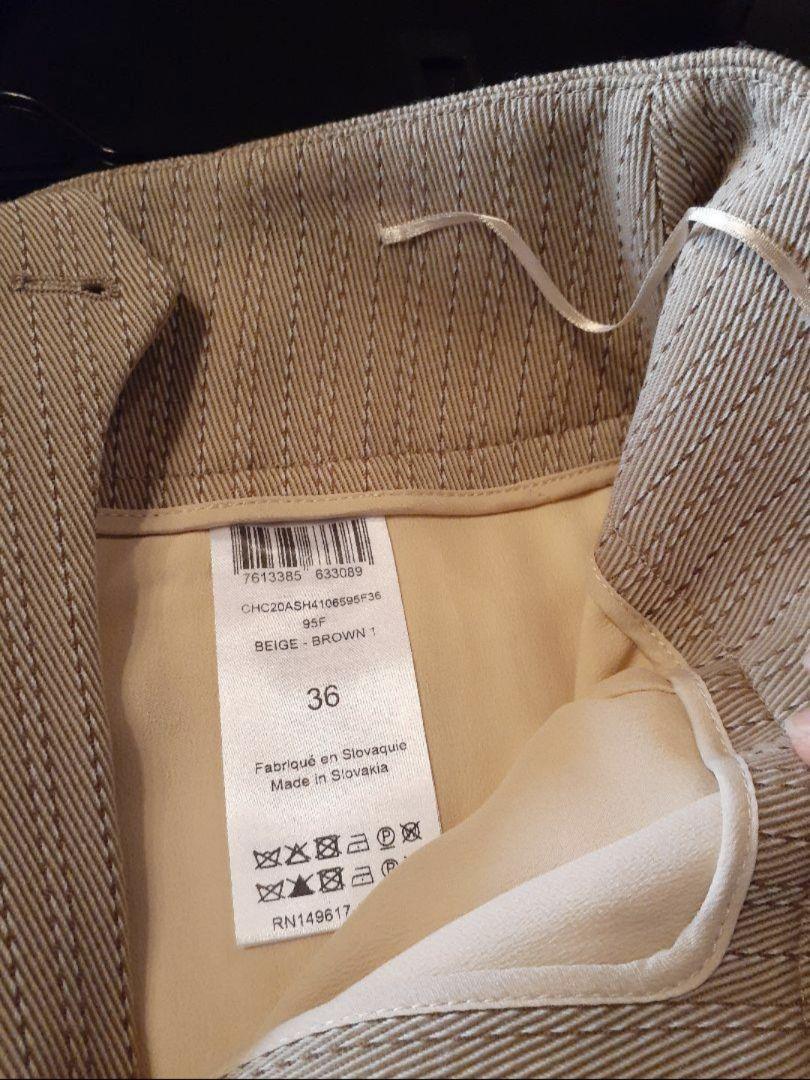 7613385 633089
CHC20ASH4106595F36
95F
BEIGE - BROWN 1
36
Fabriqué en Slovaquie
Made in Slovakia
RN149617